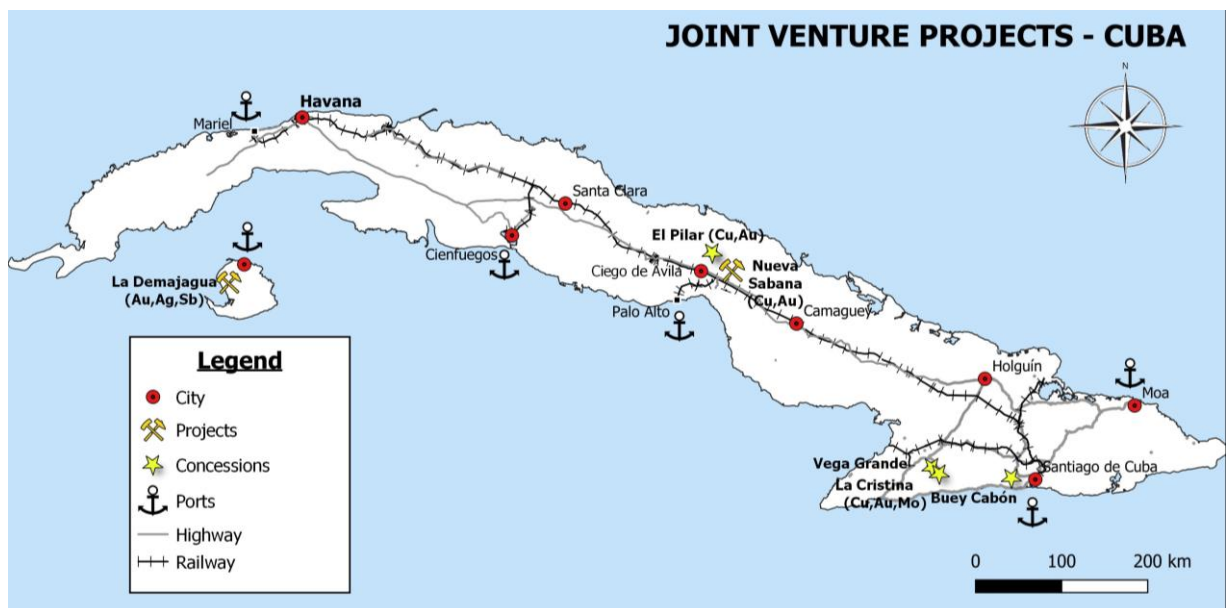 JOINT VENTURE PROJECTS - CUBA
N
Havana
Mariel
Santa Clara
El Pilar (Cu,Au)
Cienfuegos
Ciego de Avila
Nueva
Sabana
(Cu,Au)
La Demajagua
(Au,Ag,Sb)
Palo Alto
Camaguey
Holguín
Moa
Vega Grande
La Cristina
(Cu,Au,Mo)
Buey Cabón
Santiago de Cuba
Legend
City
Projects
Concessions
Ports
Highway
Railway
0 100 200 km